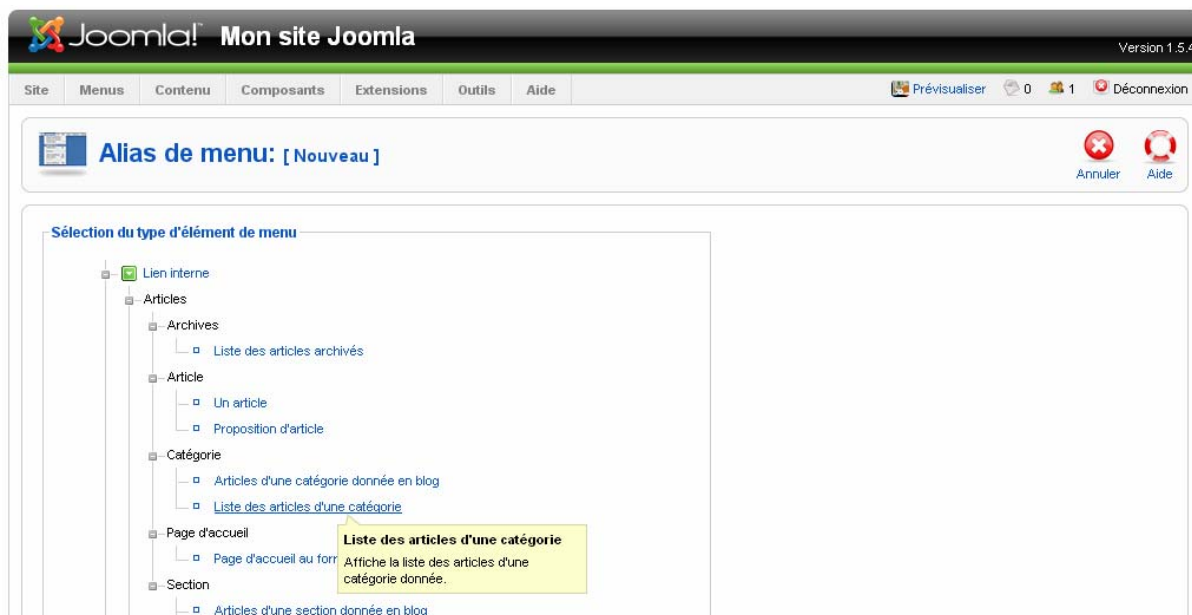 Joomla! Mon site Joomla
Version 1.5.4
Site Menus Contenu Composants Extensions Outils Aide Prévisualiser 0 1 Déconnexion
Alias de menu: [ Nouveau ]
Annuler Aide
Sélection du type d'élément de menu
Lien interne
Articles
Archives
Liste des articles archivés
Article
Un article
Proposition d'article
Catégorie
Articles d'une catégorie donnée en blog
Liste des articles d'une catégorie
Page d'accueil
Liste des articles d'une catégorie
Page d'accueil au for
Affiche la liste des articles d'une
catégorie donnée.
Section
Articles d'une section donnée en blog